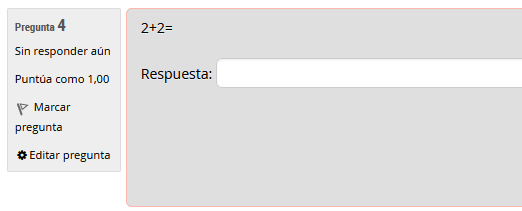 Pregunta 4
Sin responder aún
Puntúa como 1,00
Marcar
pregunta
Editar pregunta
2+2=
Respuesta: